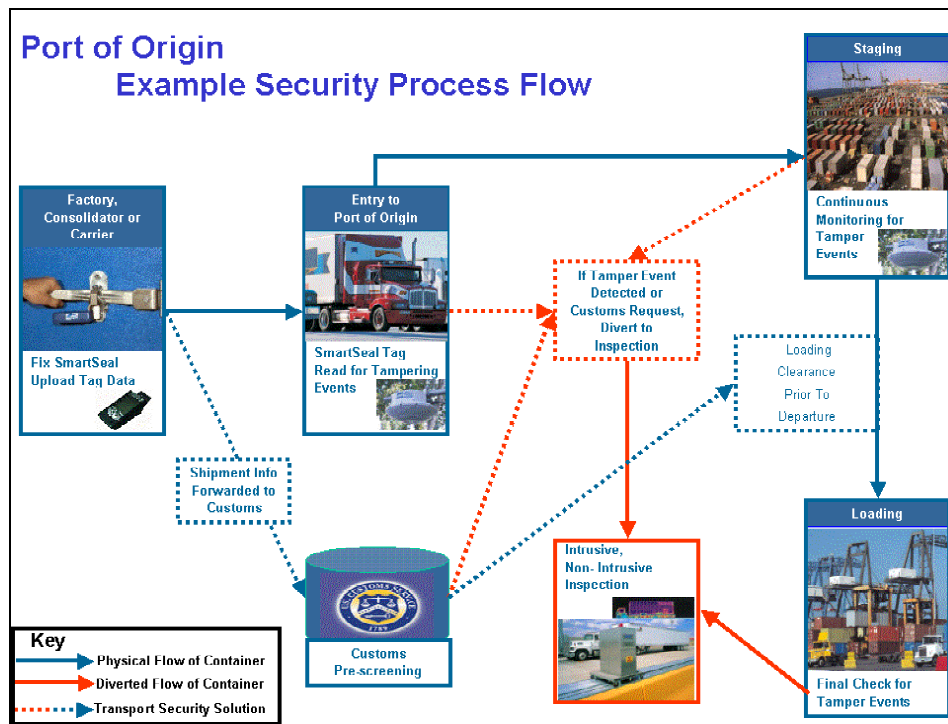 Port of Origin
Example Security Process Flow
Staging
Continuous
Monitoring for
Tamper
Events
Factory,
Consolidator or
Carrier
Fix SmartSeal
Upload Tag Data
Entry to
Port of Origin
SmartSeal Tag
Read for Tampering
Events
If Tamper Event
Detected or
Customs Request,
Divert to
Inspection
Loading
Clearance
Prior To
Departure
Shipment Info
Forwarded to
Customs
U.S. CUSTOMS SERVICE
1789
Customs
Pre-screening
Intrusive,
Non- Intrusive
Inspection
Loading
Final Check for
Tamper Events
Key
Physical Flow of Container
Diverted Flow of Container
Transport Security Solution